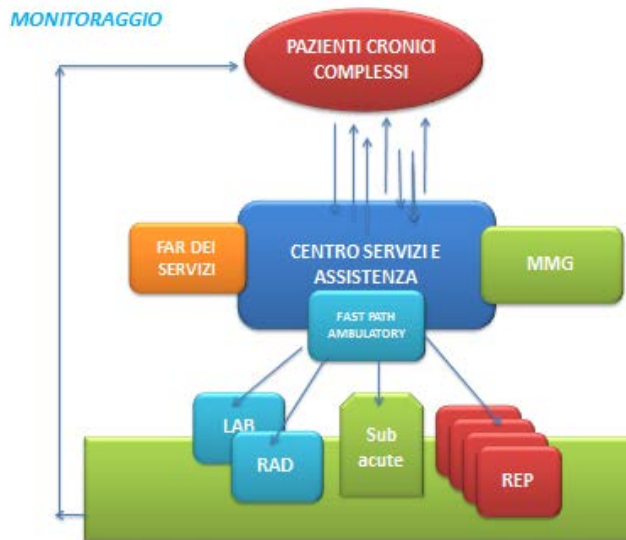 MONITORAGGIO
PAZIENTI CRONICI
COMPLESSI
FAR DEI
SERVIZI
CENTRO SERVIZI E
ASSISTENZA
MMG
FAST PATH
AMBULATORY
LAB
RAD
Sub
acute
REP